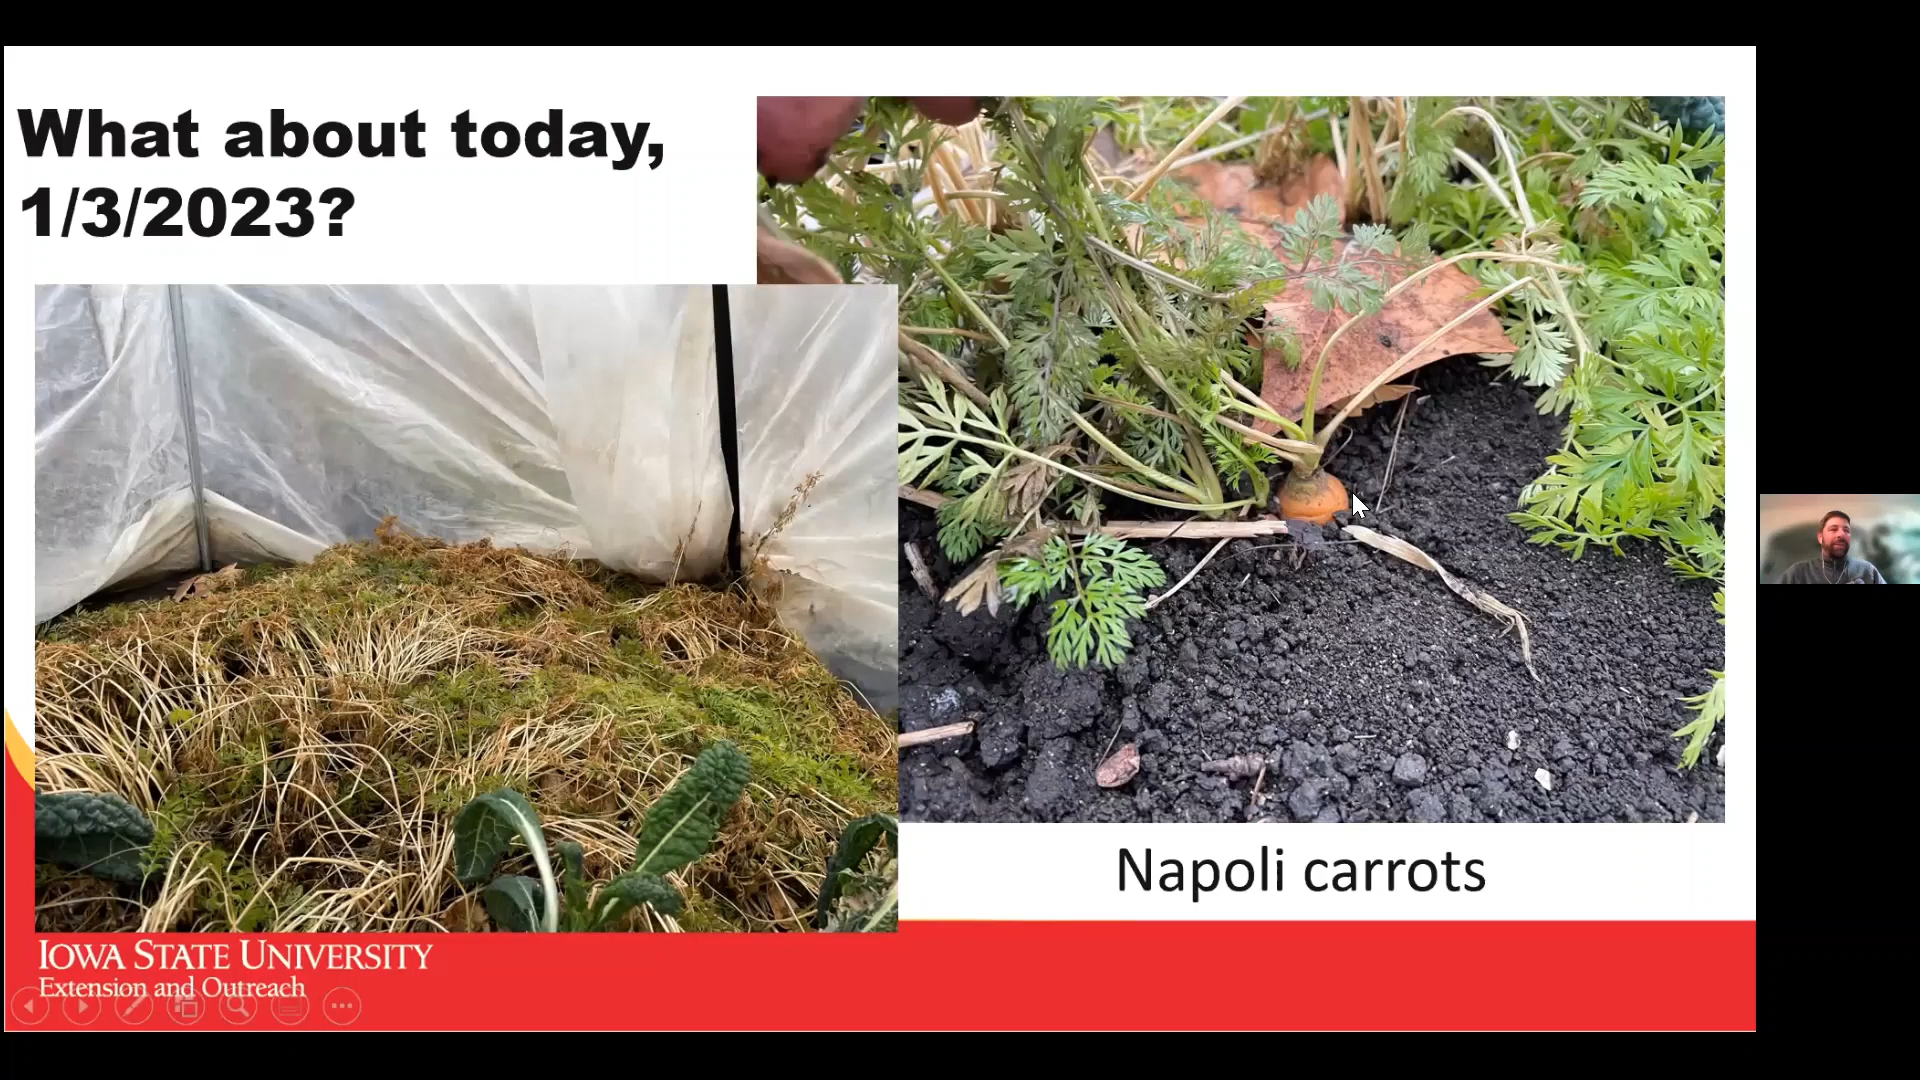 What about today,
1/3/2023?
Napoli carrots
IOWA STATE UNIVERSITY
Extension and Outreach